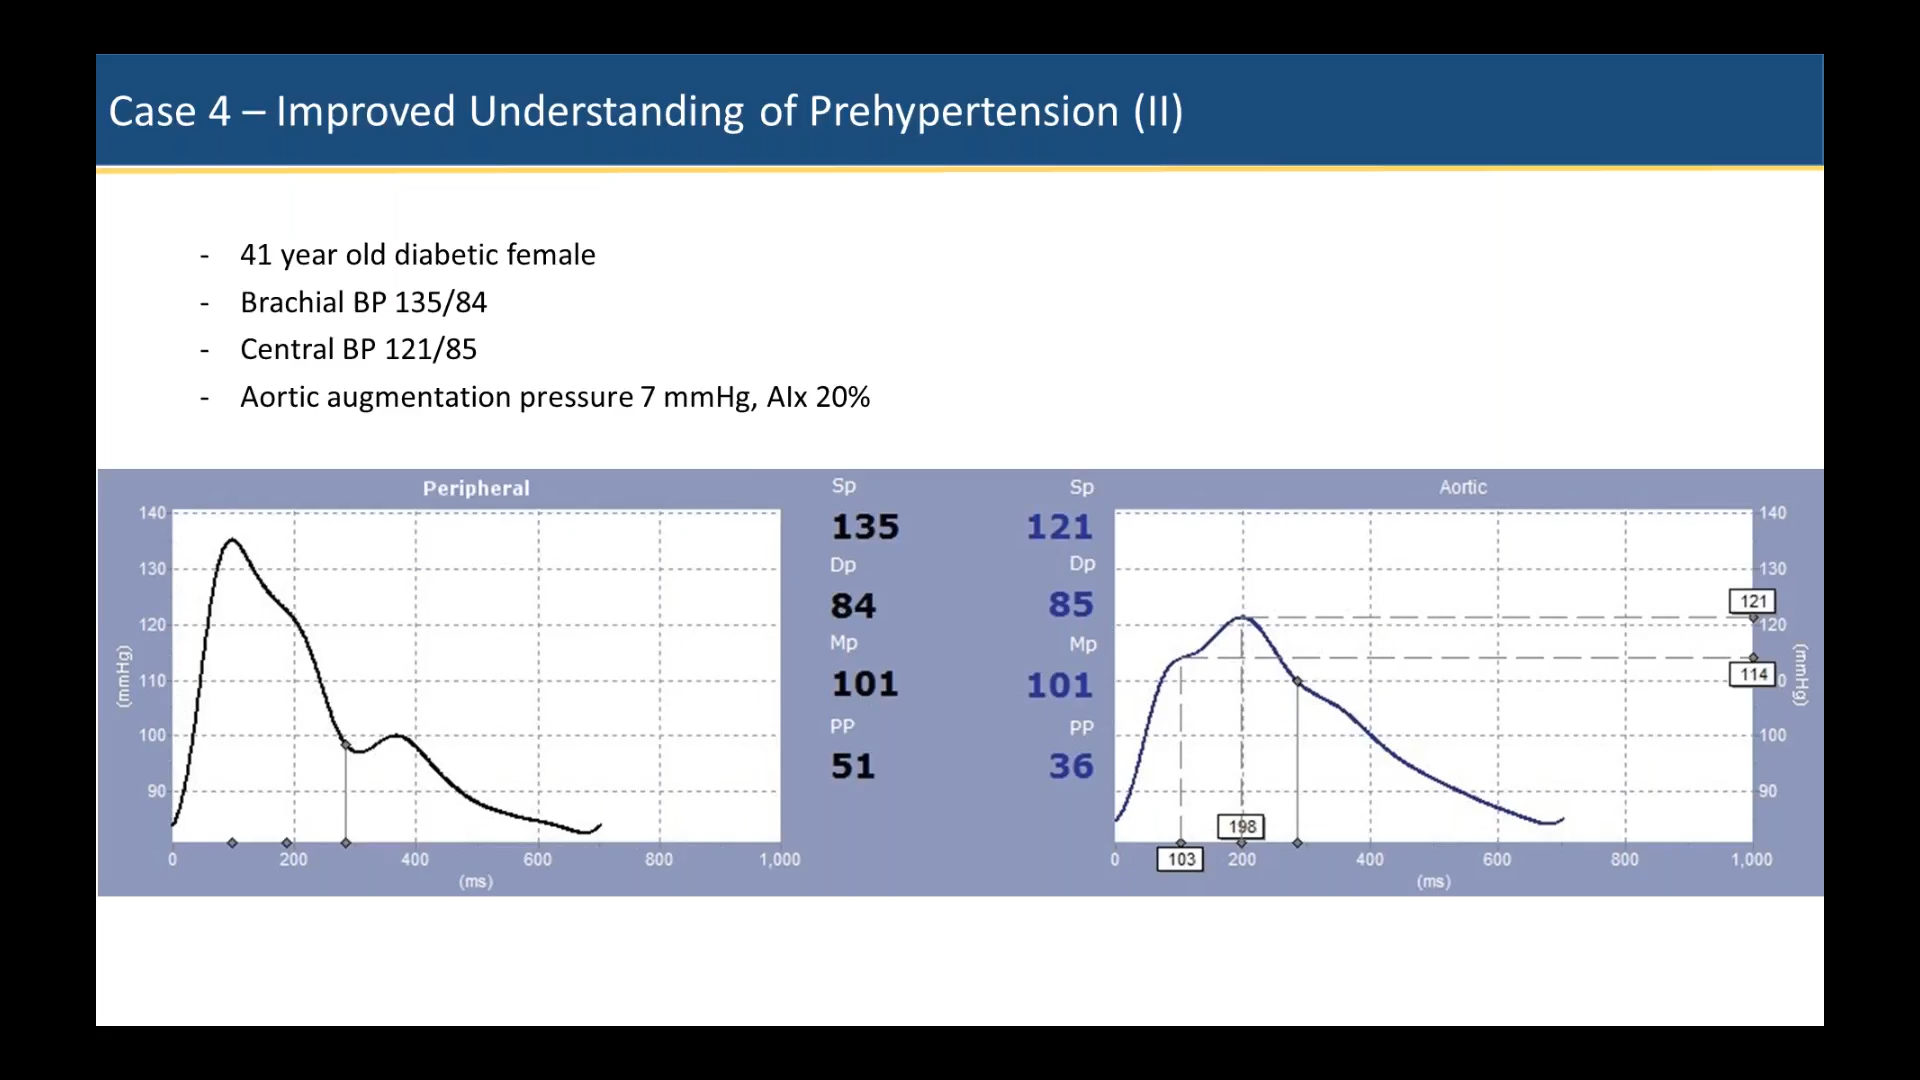 Case 4 – Improved Understanding of Prehypertension (II)
- 41 year old diabetic female
- Brachial BP 135/84
- Central BP 121/85
- Aortic augmentation pressure 7 mmHg, AIx 20%
Peripheral
140
130
120
110
100
90
(mmHg)
0 200 400 600 800 1,000
(ms)
Sp Sp
135 121
Dp Dp
84 85
Mp Mp
101 101
PP PP
51 36
Aortic
140
130
121
120
114
0
100
90
(mmHg)
198
103
0 200 400 600 800 1,000
(ms)